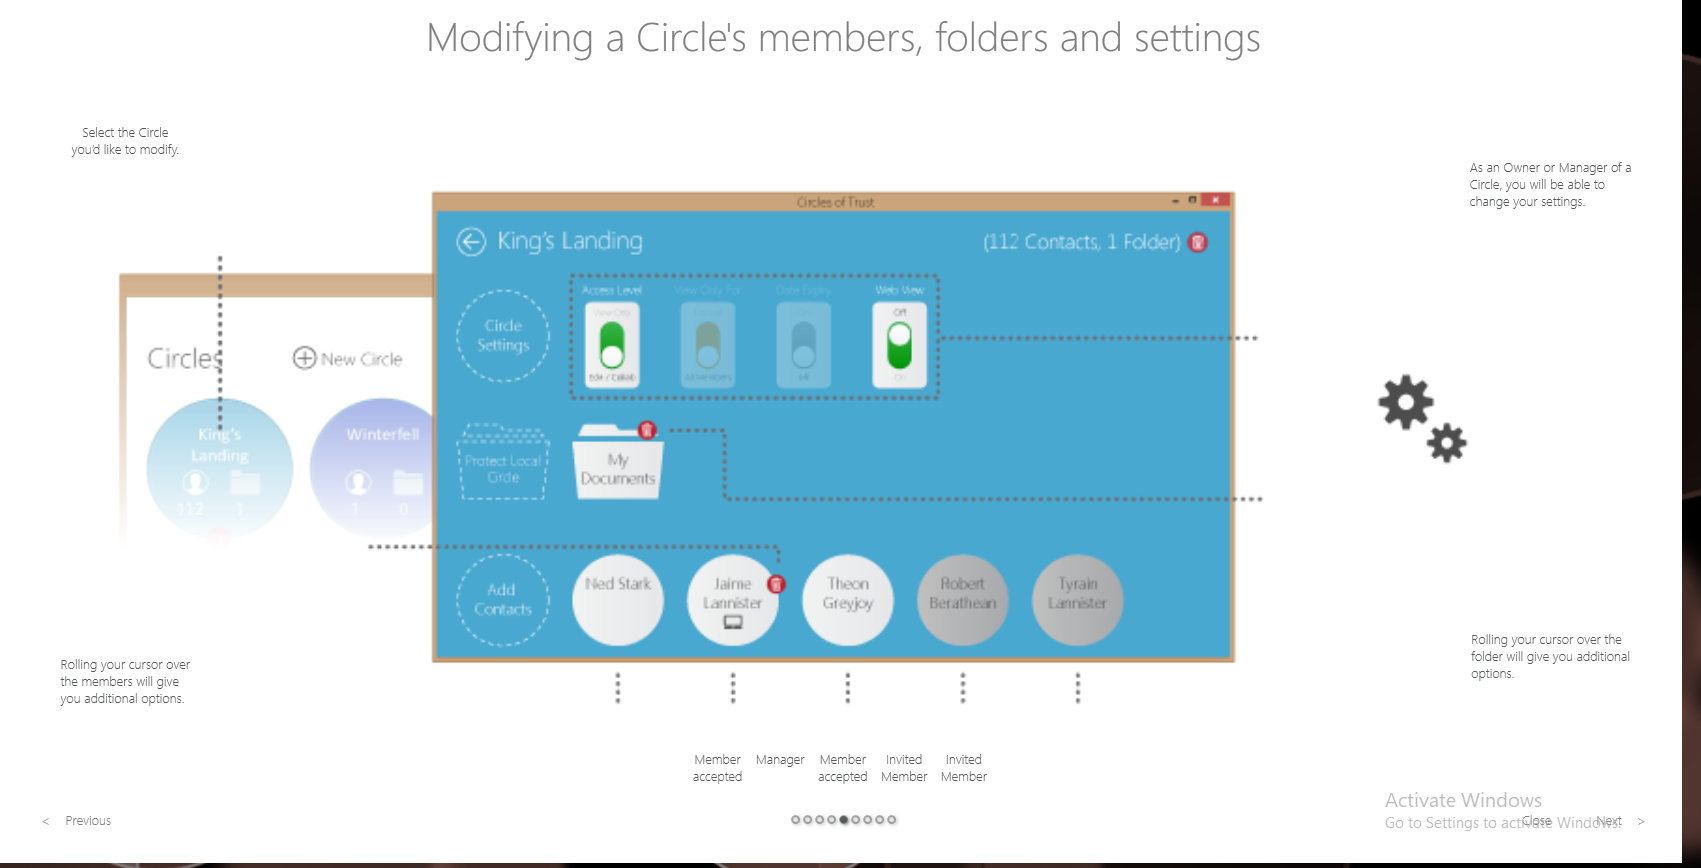 Modifying a Circle's members, folders and settings
Select the Circle
you'd like to modify.
As an Owner or Manager of a
Circle, you will be able to
change your settings.
Circles of Trust
King's Landing
(112 Contacts, 1 Folder)
Circle
Settings
Access Level
View Only For
Date Expiry
Web View
View Only
Off
Edit / Collab
All Members
Off
On
Circles
New Circle
King's
Landing
112 1
Winterfell
1 0
Protect Local
Circle
My
Documents
Add
Contacts
Ned Stark
Jaime
Lannister
Theon
Greyjoy
Robert
Berathean
Tyrain
Lannister
Rolling your cursor over
the members will give
you additional options.
Rolling your cursor over the
folder will give you additional
options.
Member
accepted
Manager
Member
accepted
Invited
Member
Invited
Member
< Previous
Activate Windows
Go to Settings to activate Windows.
Close
Next >